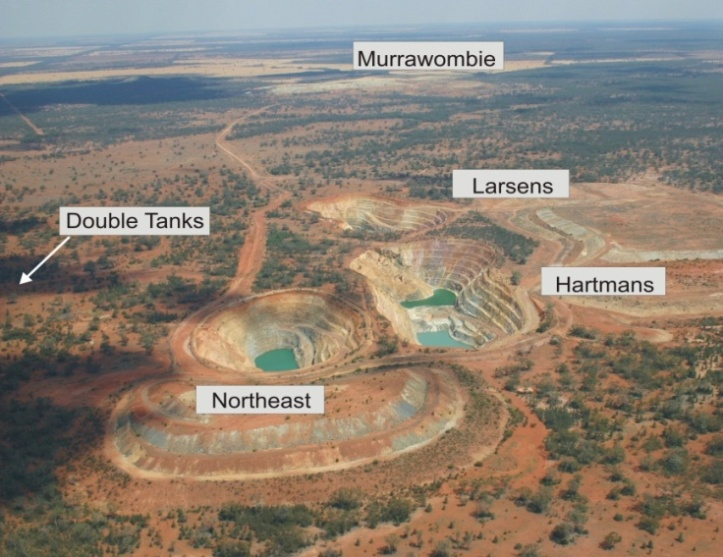 Murrawombie
Larsens
Double Tanks
Hartmans
Northeast